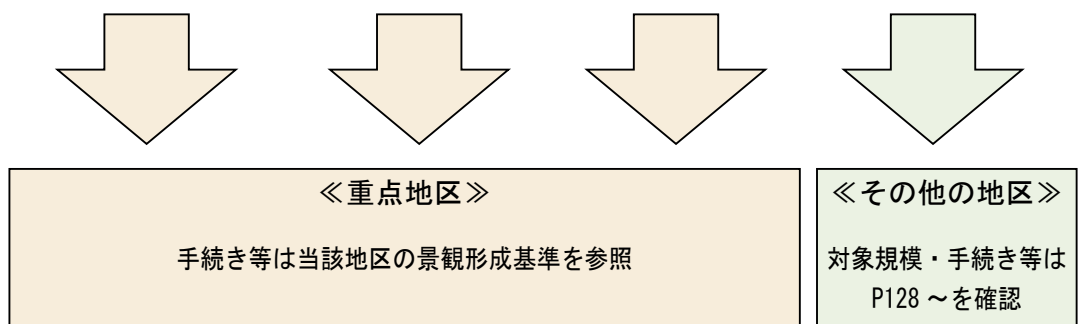 ≪重点地区≫
手続き等は当該地区の景観形成基準を参照
≪その他の地区≫
対象規模・手続き等は
P128 ～を確認